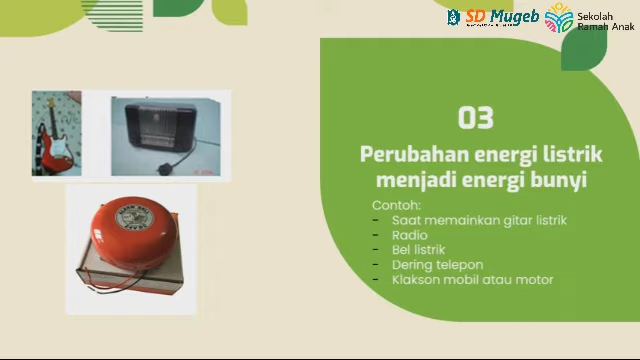 SD Mugeb
Sekolah
Ramah Anak
03
Perubahan energi listrik
menjadi energi bunyi
Contoh:
- Saat memainkan gitar listrik
- Radio
- Bel listrik
- Dering telepon
- Klakson mobil atau motor